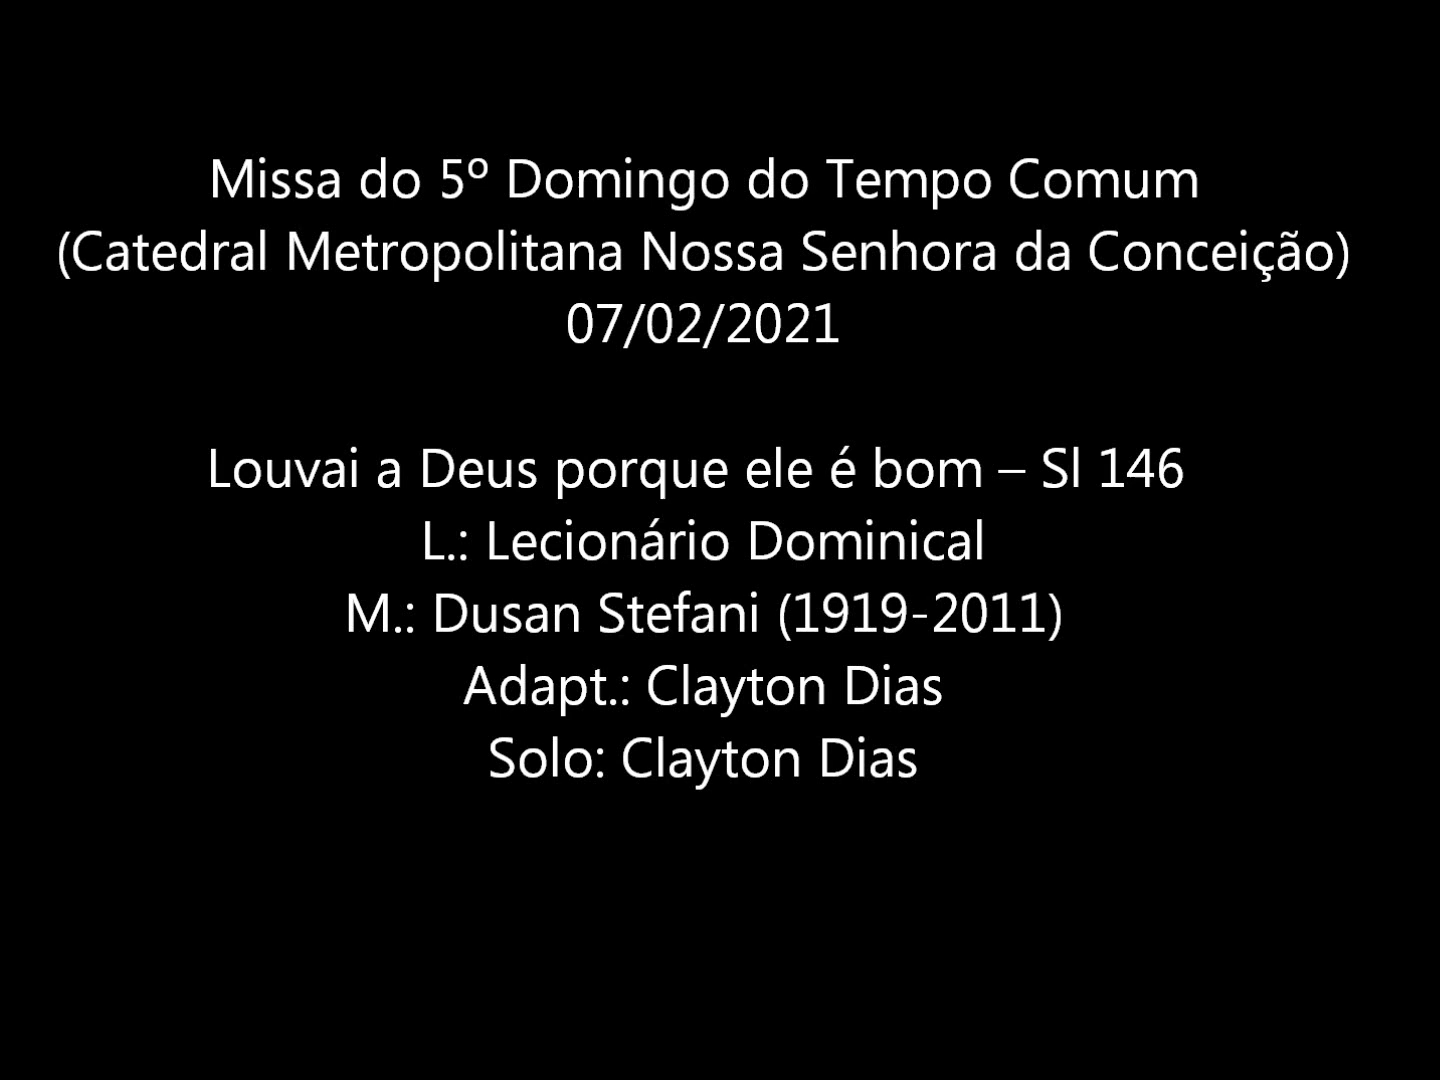 Missa do 5º Domingo do Tempo Comum
(Catedral Metropolitana Nossa Senhora da Conceição)
07/02/2021
Louvai a Deus porque ele é bom – Sl 146
L.: Lecionário Dominical
M.: Dusan Stefani (1919-2011)
Adapt.: Clayton Dias
Solo: Clayton Dias